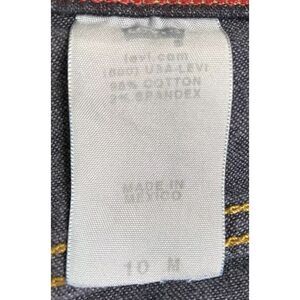 levi.com
(800) USA-LEVI
98% COTTON
2% SPANDEX
MADE IN
MEXICO
10 M